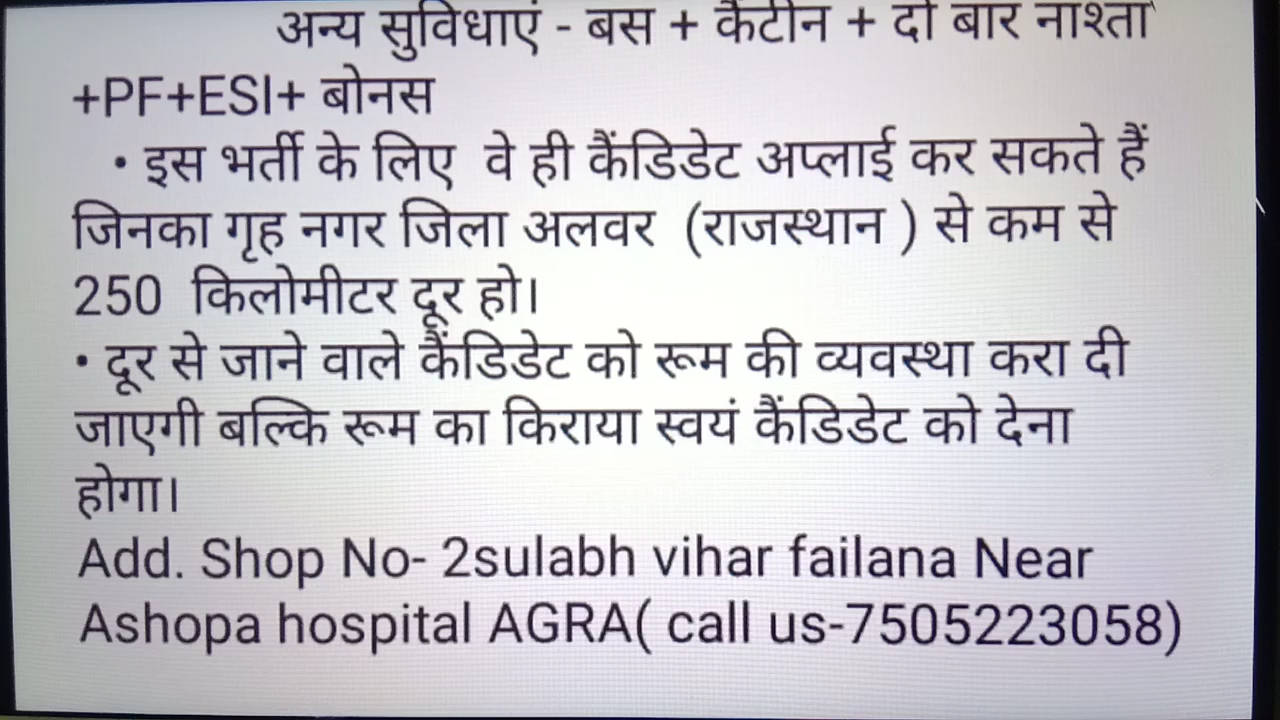 अन्य सुविधाएं - बस + कैंटीन + दो बार नाश्ता
+PF+ESI+ बोनस
• इस भर्ती के लिए वे ही कैंडिडेट अप्लाई कर सकते हैं
जिनका गृह नगर जिला अलवर (राजस्थान ) से कम से
250 किलोमीटर दूर हो।
• दूर से जाने वाले कैंडिडेट को रूम की व्यवस्था करा दी
जाएगी बल्कि रूम का किराया स्वयं कैंडिडेट को देना
होगा।
Add. Shop No- 2sulabh vihar failana Near
Ashopa hospital AGRA( call us-7505223058)